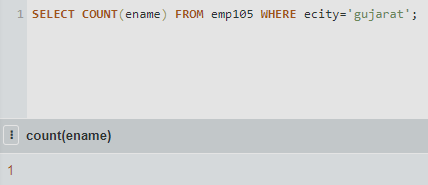 1 SELECT COUNT(ename) FROM emp105 WHERE ecity='gujarat';
count(ename)
1